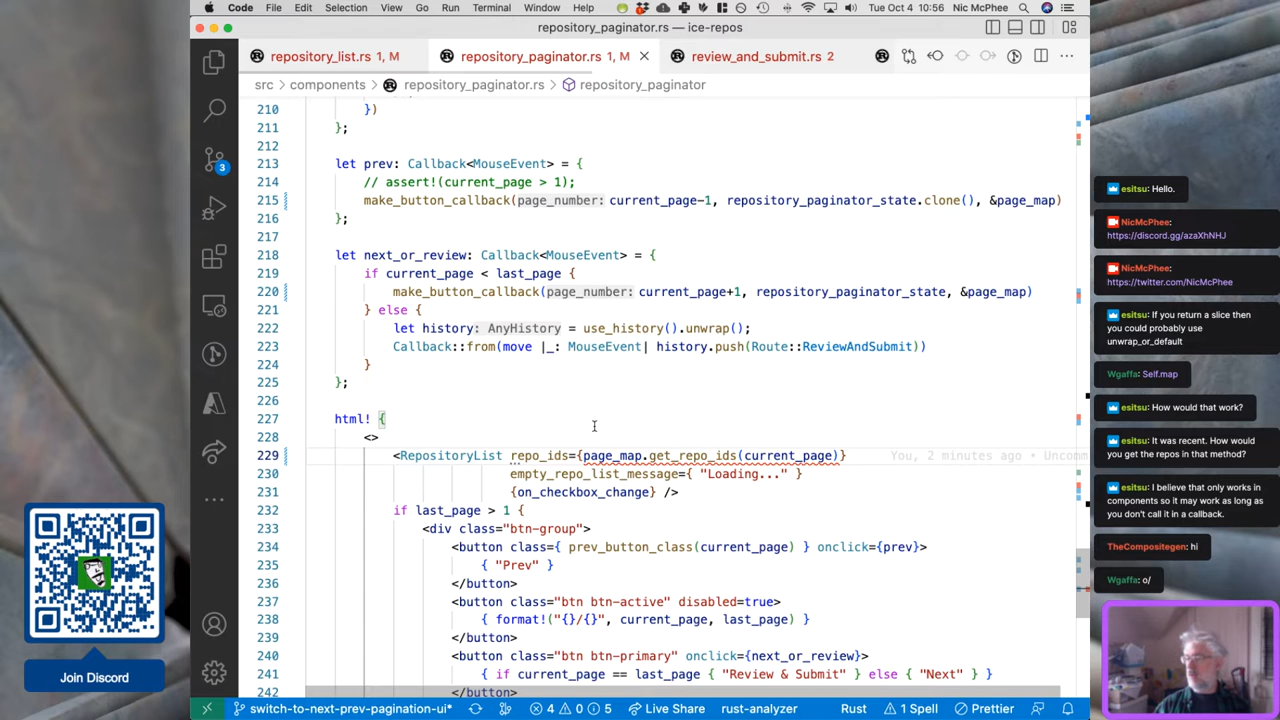 Code File Edit Selection View Go Run Terminal Window Help
Tue Oct 4 10:56 Nic McPhee
repository_paginator.rs — ice-repos
repository_list.rs 1, M
repository_paginator.rs 1, M
review_and_submit.rs 2
src > components > repository_paginator.rs > repository_paginator
210 })
211 };
212
213 let prev: Callback<MouseEvent> = {
214 // assert!(current_page > 1);
215 make_button_callback(page_number: current_page-1, repository_paginator_state.clone(), &page_map)
216 };
217
218 let next_or_review: Callback<MouseEvent> = {
219 if current_page < last_page {
220 make_button_callback(page_number: current_page+1, repository_paginator_state, &page_map)
221 } else {
222 let history: AnyHistory = use_history().unwrap();
223 Callback::from(move |_: MouseEvent| history.push(Route::ReviewAndSubmit))
224 }
225 };
226
227 html! {
228 <>
229 <RepositoryList repo_ids={page_map.get_repo_ids(current_page)} You, 2 minutes ago • Uncomm
230 empty_repo_list_message={ "Loading..." }
231 {on_checkbox_change} />
232 if last_page > 1 {
233 <div class="btn-group">
234 <button class={ prev_button_class(current_page) } onclick={prev}>
235 { "Prev" }
236 </button>
237 <button class="btn btn-active" disabled=true>
238 { format!("{}/{}", current_page, last_page) }
239 </button>
240 <button class="btn btn-primary" onclick={next_or_review}>
241 { if current_page == last_page { "Review & Submit" } else { "Next" }
242 </button>
3
switch-to-next-prev-pagination-ui* 4 0 5 Live Share rust-analyzer Rust 1 Spell Prettier
Join Discord
esitsu: Hello.
NicMcPhee:
https://discord.gg/azaXhNHJ
NicMcPhee:
https://twitter.com/NicMcPhee
esitsu: If you return a slice then
you could probably use
unwrap_or_default
Wgaffa: Self.map
esitsu: How would that work?
esitsu: It was recent. How would
you get the repos in that method?
esitsu: I believe that only works in
components so it may work as long as
you don't call it in a callback.
TheCompositegen: hi
Wgaffa: o/